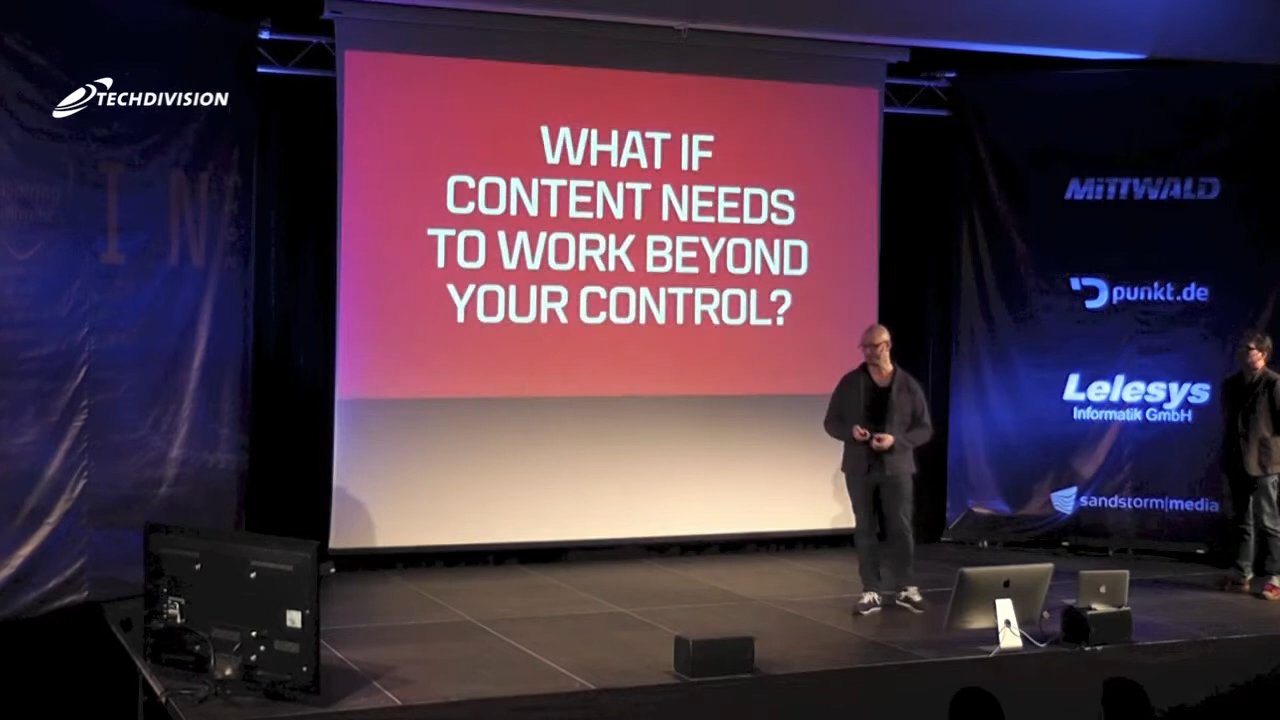 TECHDIVISION
I N
WHAT IF
CONTENT NEEDS
TO WORK BEYOND
YOUR CONTROL?
MITTWALD
punkt.de
Lelesys
Informatik GmbH
sandstorm|media